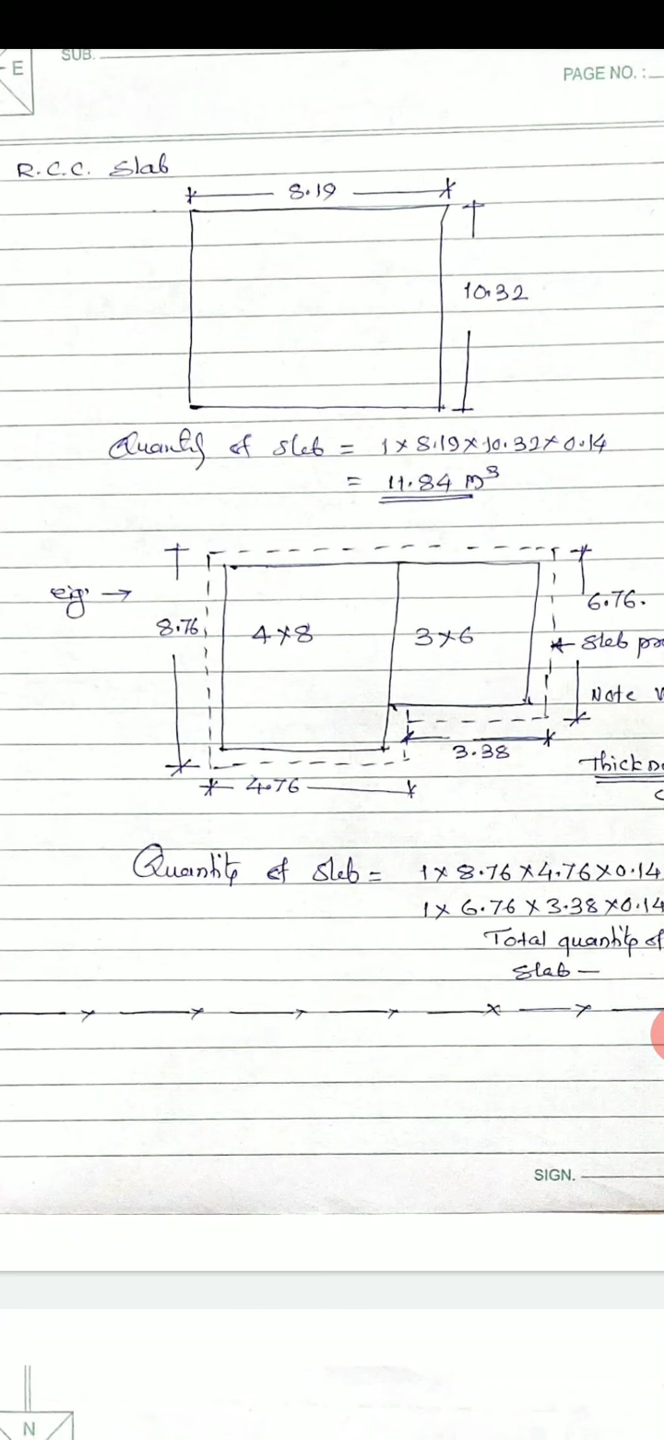 E
SUB.
PAGE NO. :
R.C.C. Slab
8.19
10.32
Quantity of slab = 1 x 8.19 x 10.32 x 0.14
= 11.84 m³
eg →
8.76
4 x 8
3 x 6
6.76.
Slab
Note
3.38
4.76
Quantity of slab = 1 x 8.76 x 4.76 x 0.14
1 x 6.76 x 3.38 x 0.14
Total quantity of
slab —
SIGN.
N